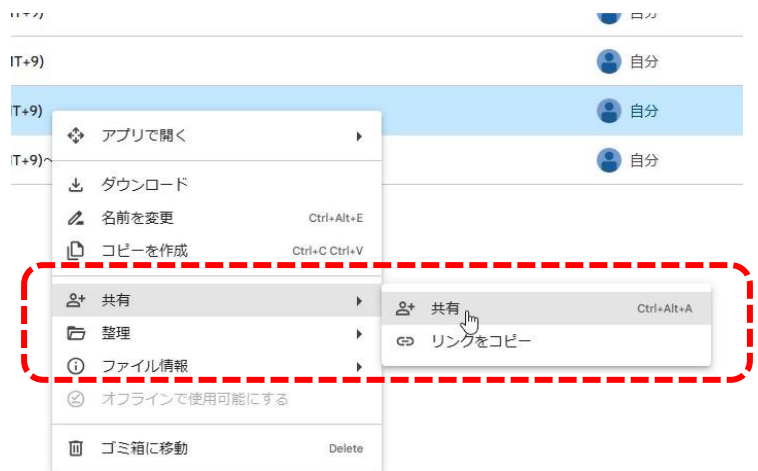 自分
IT+9)
自分
T+9)
自分
IT+9)~
自分
アプリで開く
ダウンロード
名前を変更 Ctrl+Alt+E
コピーを作成 Ctrl+C Ctrl+V
共有
共有 Ctrl+Alt+A
整理
リンクをコピー
ファイル情報
オフラインで使用可能にする
ゴミ箱に移動 Delete